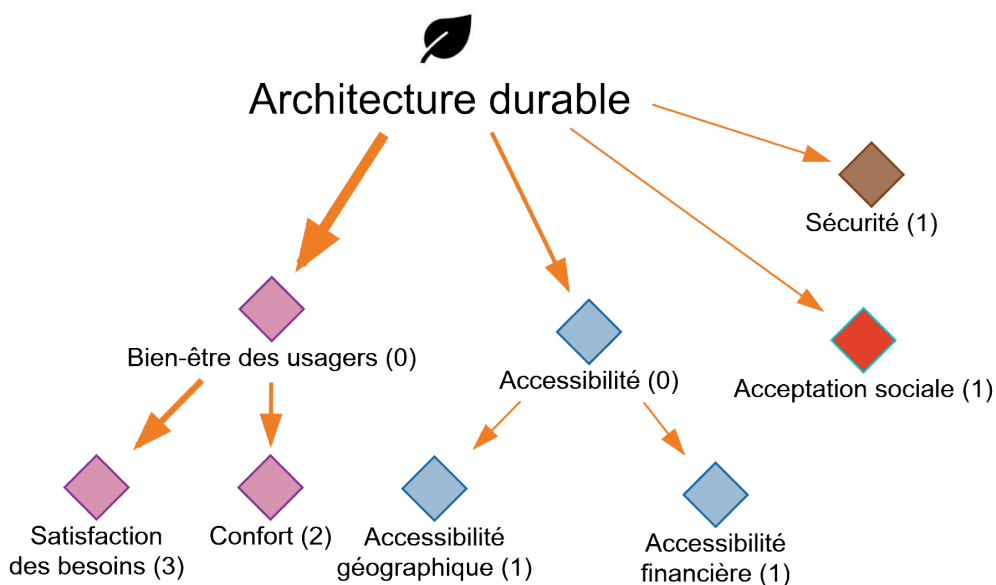 Architecture durable
Sécurité (1)
Bien-être des usagers (0)
Accessibilité (0)
Acceptation sociale (1)
Satisfaction
des besoins (3)
Confort (2)
Accessibilité
géographique (1)
Accessibilité
financière (1)